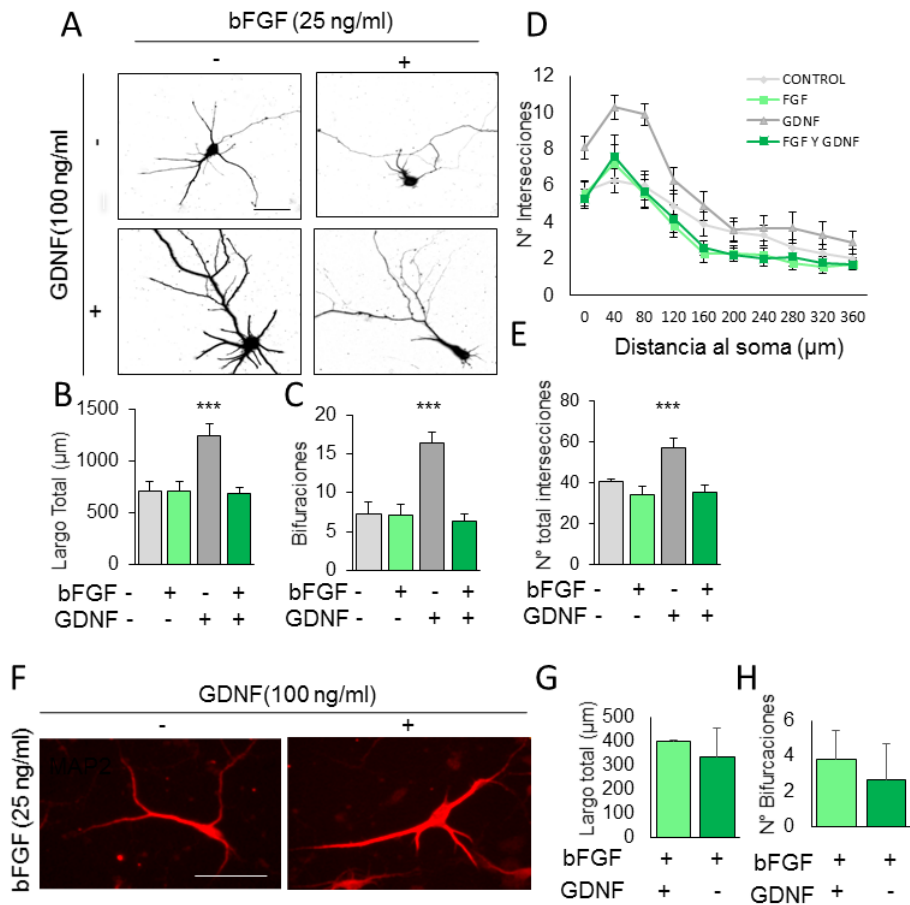 A
bFGF (25 ng/ml)
-
+
GDNF(100 ng/ml)
-
+
B
Largo Total (µm)
1500
1000
500
0
***
bFGF - + - +
GDNF - - + +
C
Bifuraciones
20
15
10
5
0
***
bFGF - + - +
GDNF - - + +
D
N° Intersecciones
12
10
8
6
4
2
0
CONTROL
FGF
GDNF
FGF Y GDNF
0 40 80 120 160 200 240 280 320 360
Distancia al soma (µm)
E
N° total intersecciones
80
60
40
20
0
***
bFGF - + - +
GDNF - - + +
F
GDNF(100 ng/ml)
-
+
bFGF (25 ng/ml)
MAP2
G
Largo total (µm)
500
400
300
200
100
0
bFGF + +
GDNF + -
H
N° Bifurcaciones
6
4
2
0
bFGF + +
GDNF + -